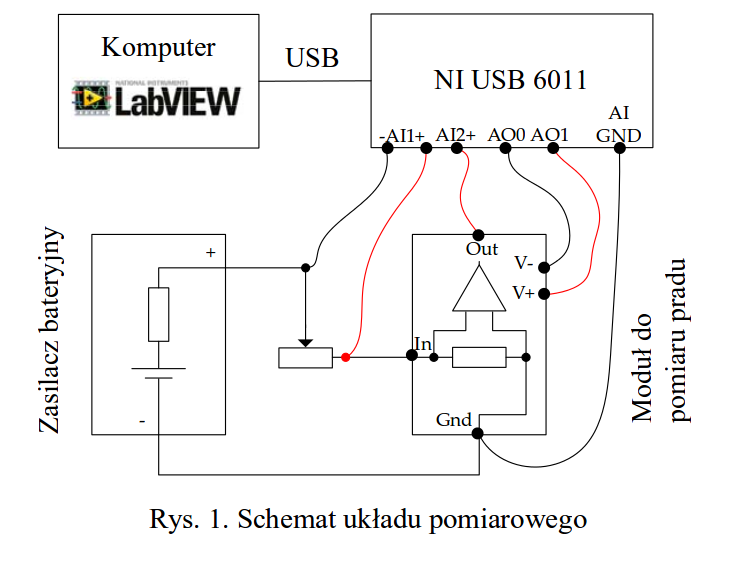 Komputer
NATIONAL INSTRUMENTS
LabVIEW
USB
NI USB 6011
AI
-AI1+ AI2+ AO0 AO1 GND
Zasilacz bateryjny
+
-
Out
V-
V+
In
Gnd
Moduł do
pomiaru pradu
Rys. 1. Schemat układu pomiarowego